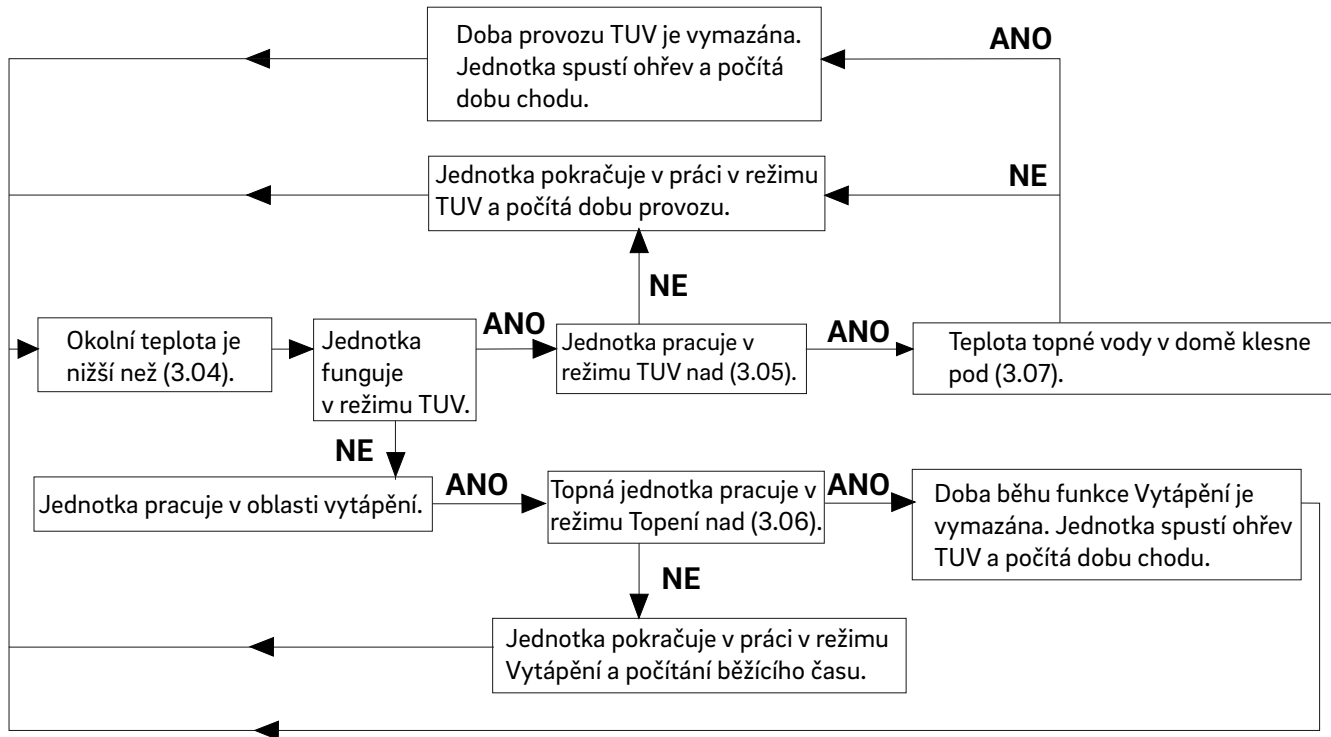 Doba provozu TUV je vymazána.
Jednotka spustí ohřev a počítá
dobu chodu.
ANO
Jednotka pokračuje v práci v režimu
TUV a počítá dobu provozu.
NE
NE
Okolní teplota je
nižší než (3.04).
Jednotka
funguje
v režimu TUV.
ANO
Jednotka pracuje v
režimu TUV nad (3.05).
ANO
Teplota topné vody v domě klesne
pod (3.07).
NE
Jednotka pracuje v oblasti vytápění.
ANO
Topná jednotka pracuje v
režimu Topení nad (3.06).
ANO
Doba běhu funkce Vytápění je
vymazána. Jednotka spustí ohřev
TUV a počítá dobu chodu.
NE
Jednotka pokračuje v práci v režimu
Vytápění a počítání běžícího času.